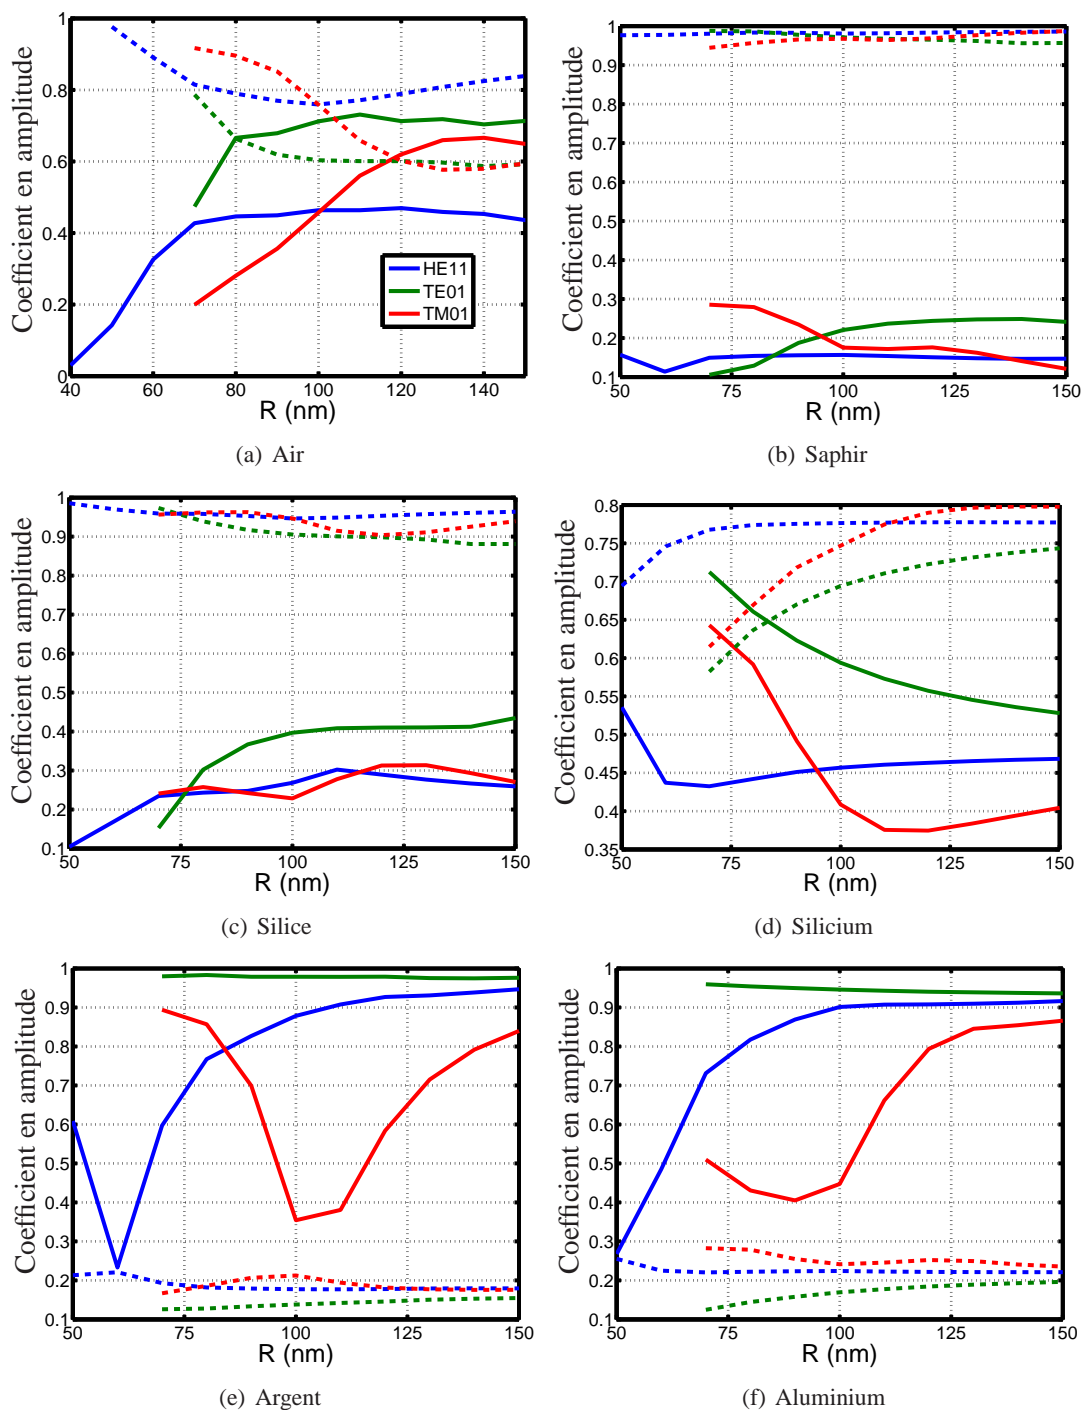 1
0.8
0.6
0.4
0.2
0
40 60 80 100 120 140
Coefficient en amplitude
R (nm)
HE11
TE01
TM01
(a) Air
1
0.9
0.8
0.7
0.6
0.5
0.4
0.3
0.2
0.1
50 75 100 125 150
Coefficient en amplitude
R (nm)
(b) Saphir
1
0.9
0.8
0.7
0.6
0.5
0.4
0.3
0.2
0.1
50 75 100 125 150
Coefficient en amplitude
R (nm)
(c) Silice
0.8
0.75
0.7
0.65
0.6
0.55
0.5
0.45
0.4
0.35
50 75 100 125 150
Coefficient en amplitude
R (nm)
(d) Silicium
1
0.9
0.8
0.7
0.6
0.5
0.4
0.3
0.2
0.1
50 75 100 125 150
Coefficient en amplitude
R (nm)
(e) Argent
1
0.9
0.8
0.7
0.6
0.5
0.4
0.3
0.2
0.1
50 75 100 125 150
Coefficient en amplitude
R (nm)
(f) Aluminium